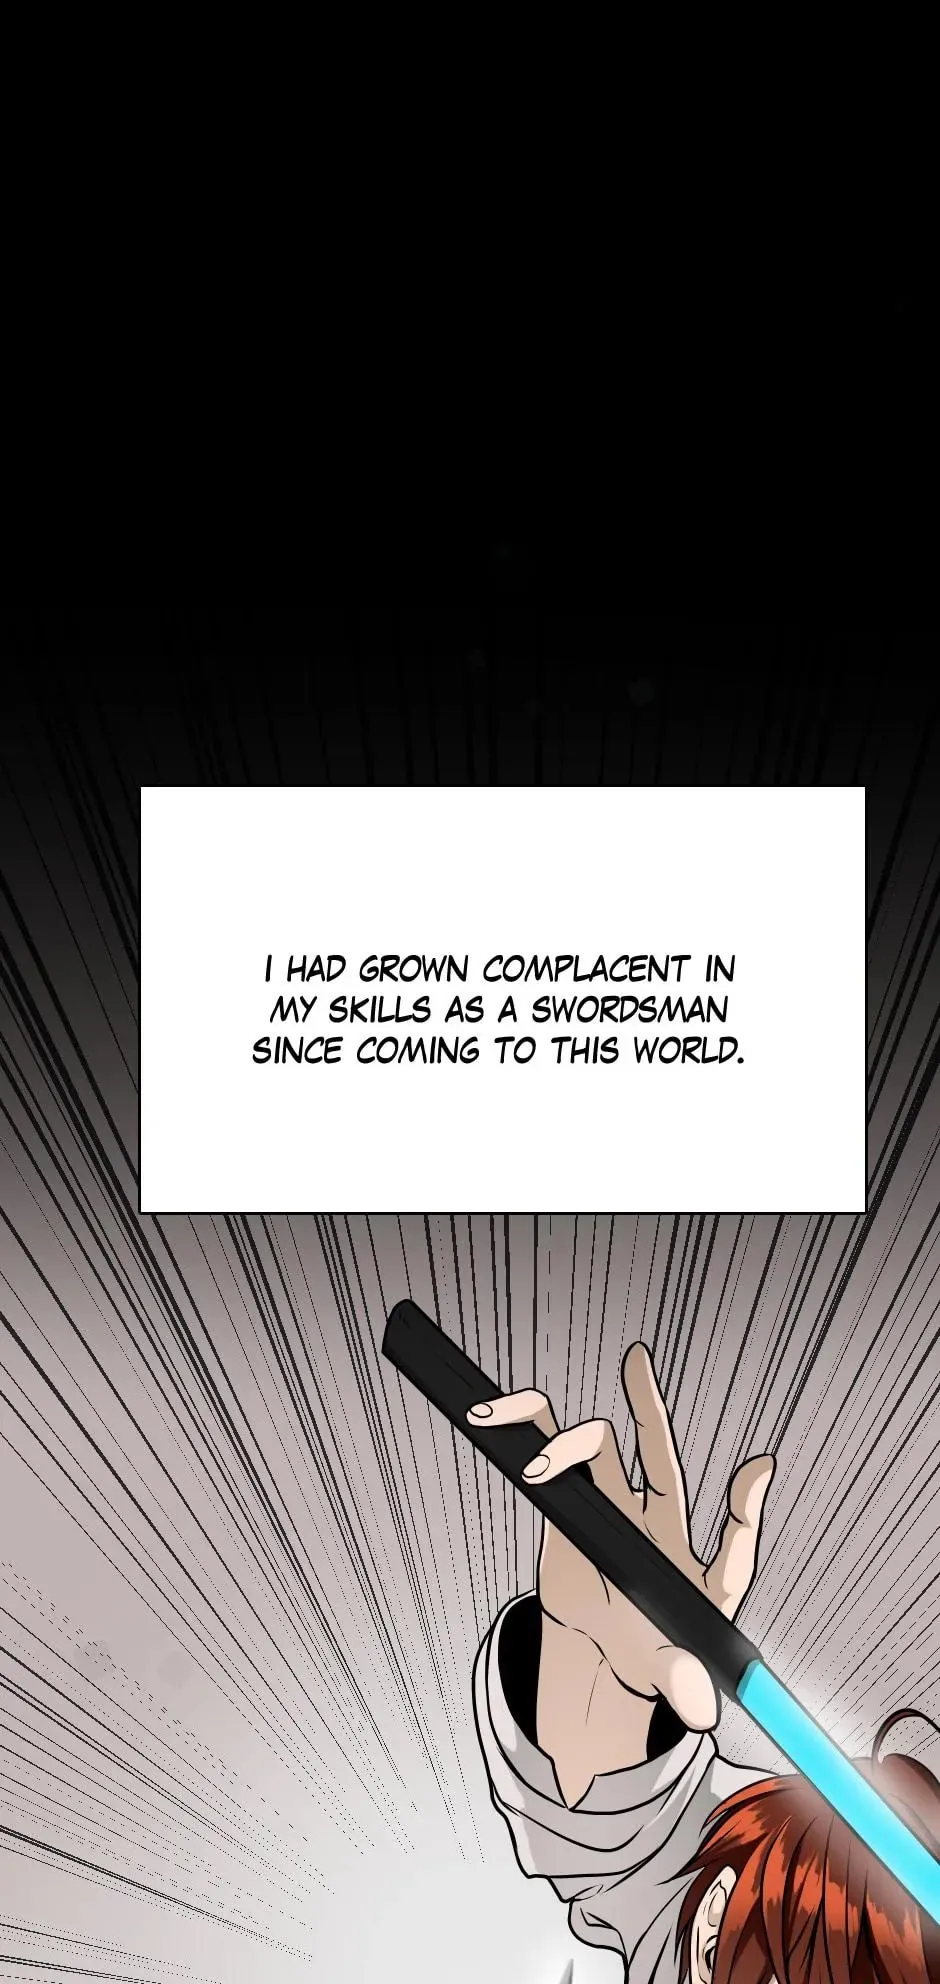 I HAD GROWN COMPLACENT IN
MY SKILLS AS A SWORDSMAN
SINCE COMING TO THIS WORLD.